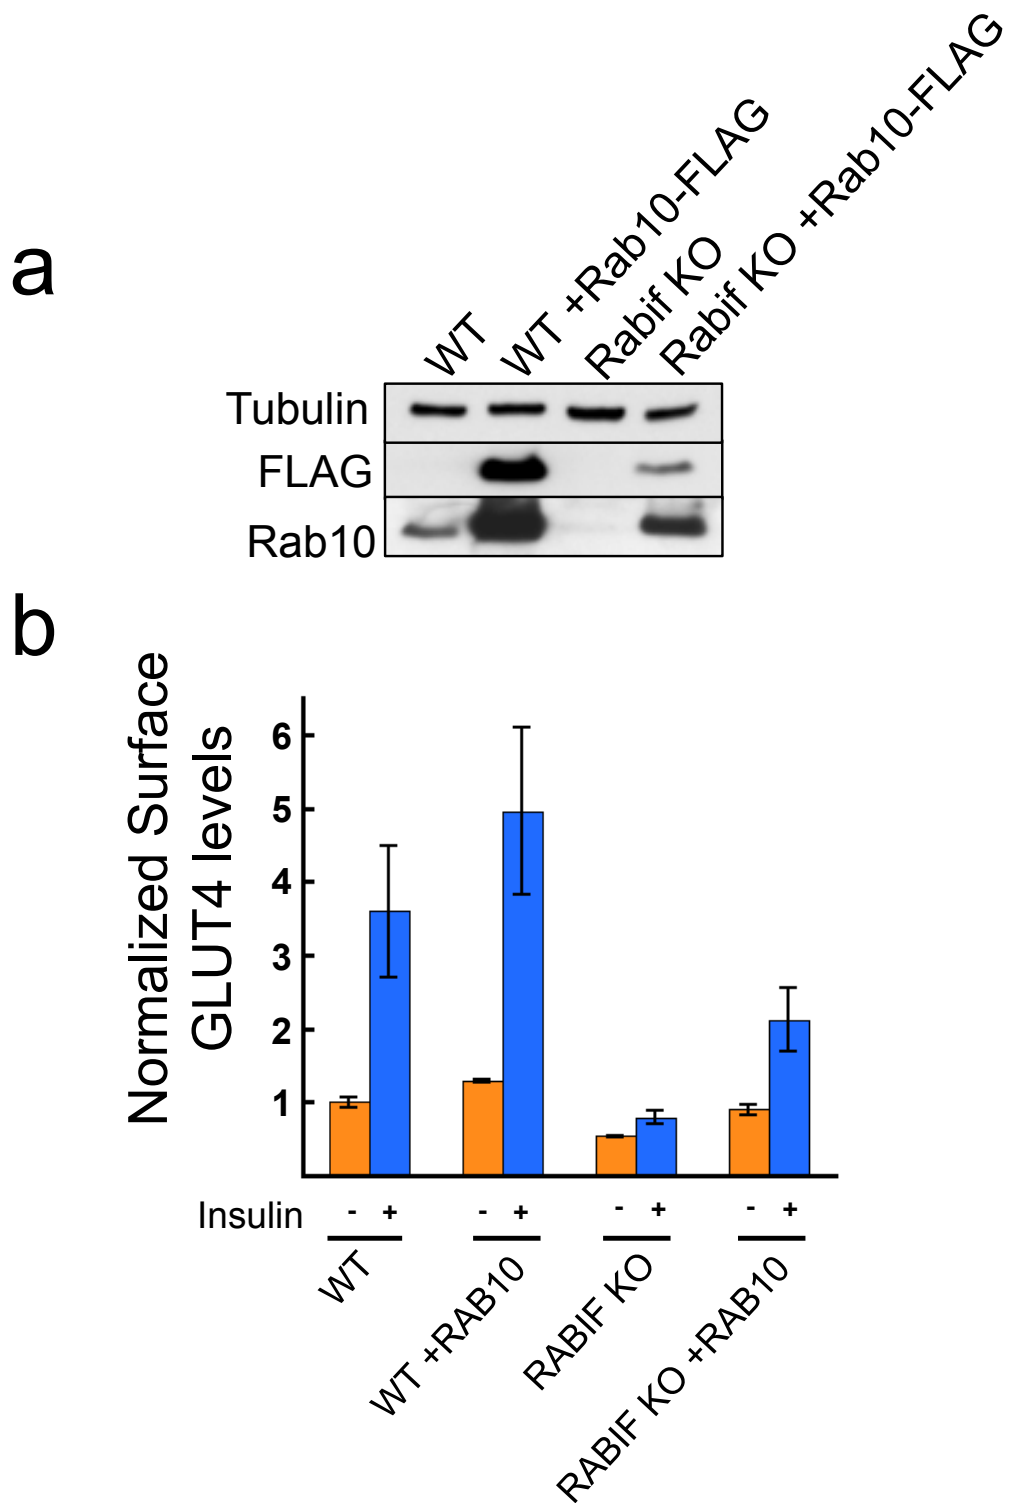 a
WT
WT +Rab10-FLAG
Rabif KO
Rabif KO +Rab10-FLAG
Tubulin
FLAG
Rab10
b
Normalized Surface
GLUT4 levels
6
5
4
3
2
1
Insulin - + - + - + - +
WT
WT +RAB10
RABIF KO
RABIF KO +RAB10